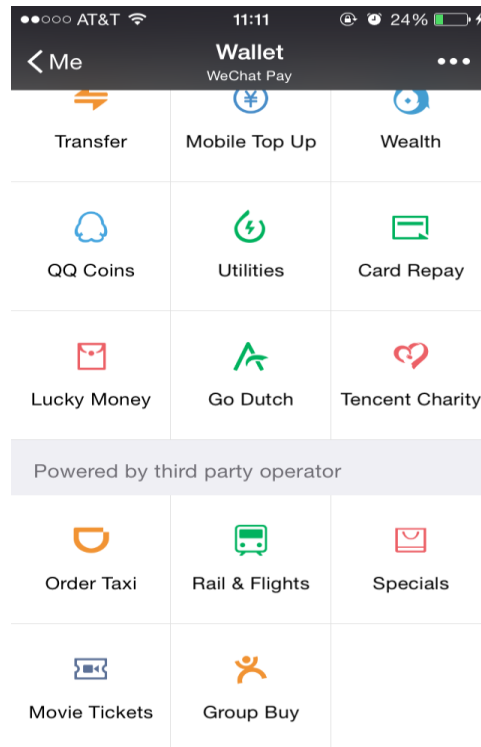 AT&T 11:11 24%
Me Wallet
WeChat Pay
Transfer Mobile Top Up Wealth
QQ Coins Utilities Card Repay
Lucky Money Go Dutch Tencent Charity
Powered by third party operator
Order Taxi Rail & Flights Specials
Movie Tickets Group Buy